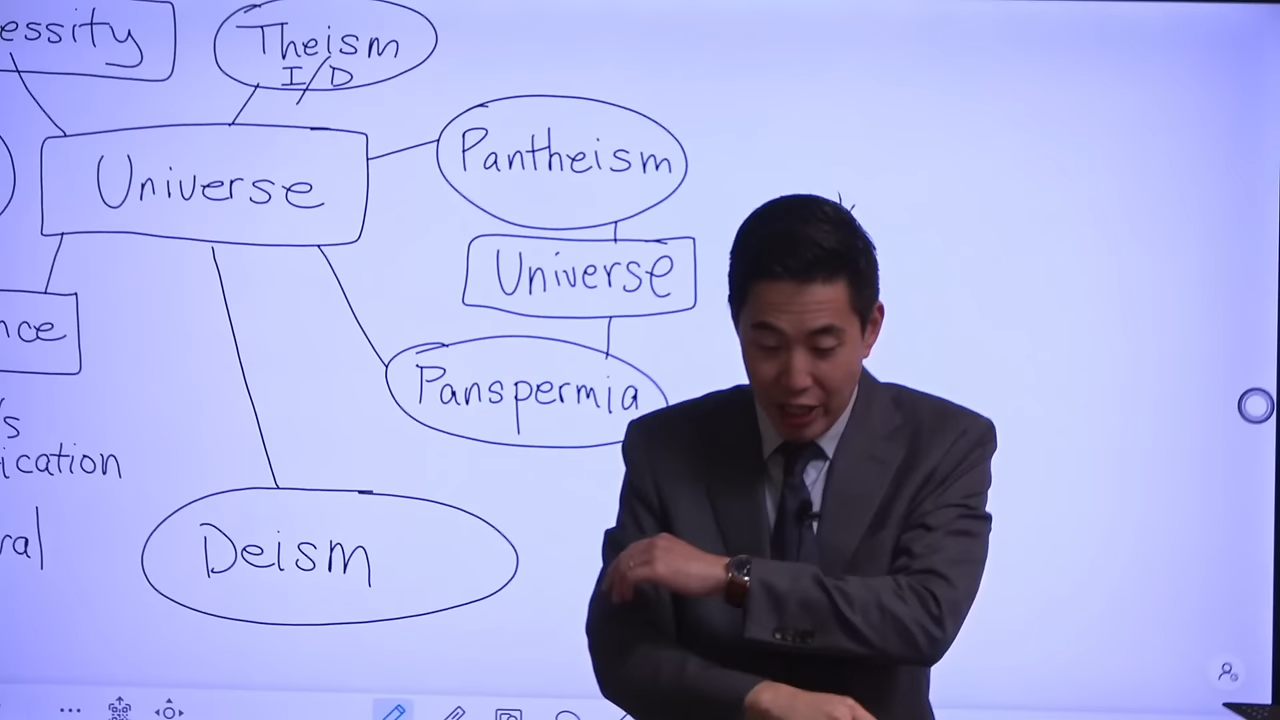 essity
Theism
I/D
Pantheism
Universe
Universe
nce
Panspermia
's
ication
ral
Deism